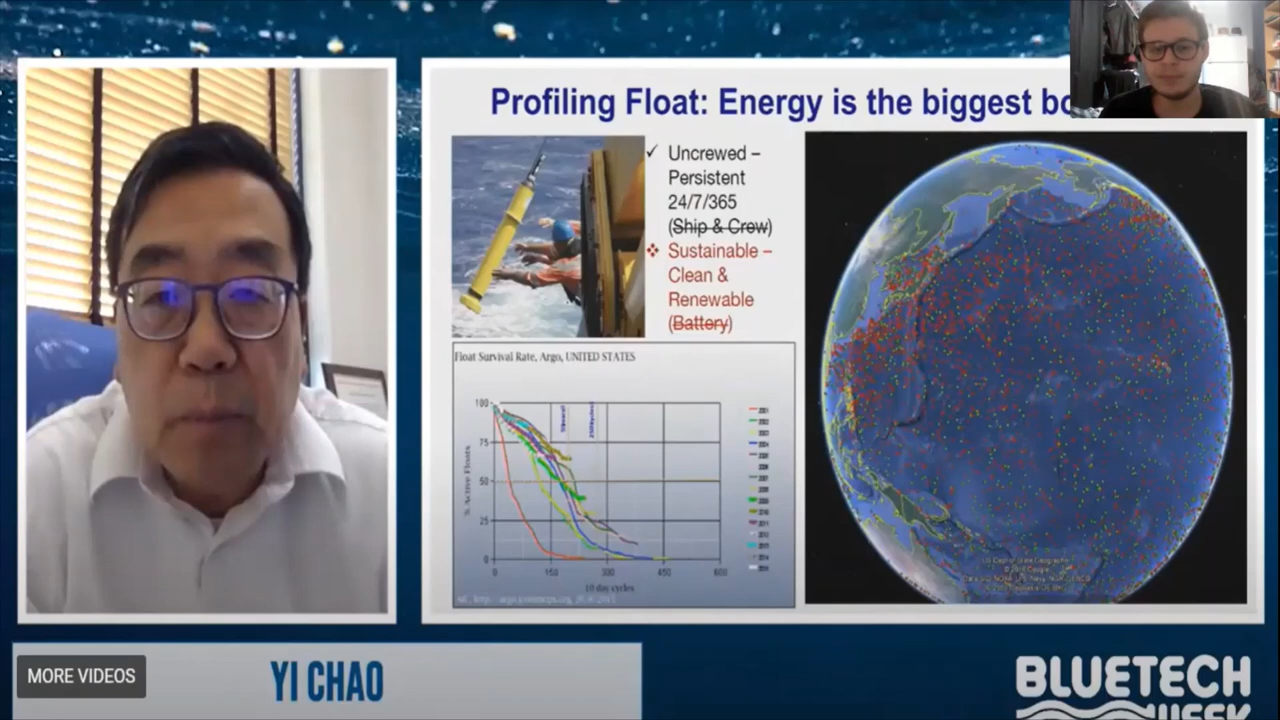 Profiling Float: Energy is the biggest
✓ Uncrewed –
Persistent
24/7/365
(Ship & Crew)
❖ Sustainable –
Clean &
Renewable
(Battery)
Float Survival Rate, Argo, UNITED STATES
100
75
50
25
0
% Active Floats
0 150 300 450 600
10 day cycles
MORE VIDEOS
YI CHAO
BLUETECH
WEEK